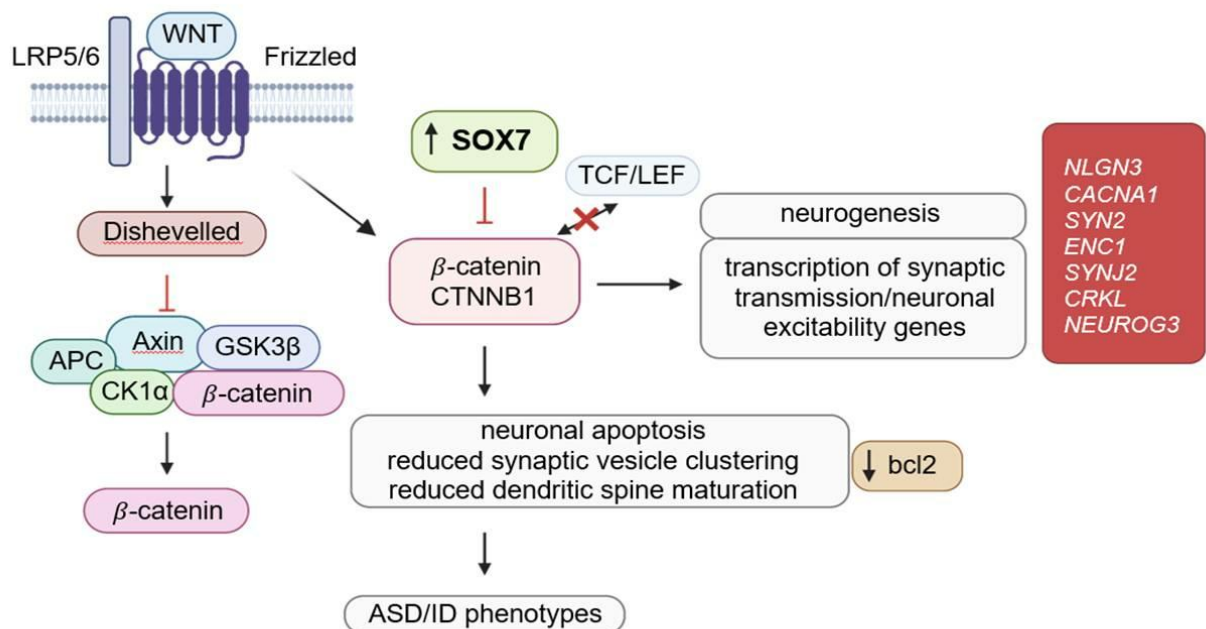 WNT
LRP5/6
Frizzled
Dishevelled
Axin
APC
GSK3β
CK1α
β-catenin
β-catenin
SOX7
TCF/LEF
β-catenin
CTNNB1
neurogenesis
transcription of synaptic
transmission/neuronal
excitability genes
NLGN3
CACNA1
SYN2
ENC1
SYNJ2
CRKL
NEUROG3
neuronal apoptosis
reduced synaptic vesicle clustering
reduced dendritic spine maturation
bcl2
ASD/ID phenotypes